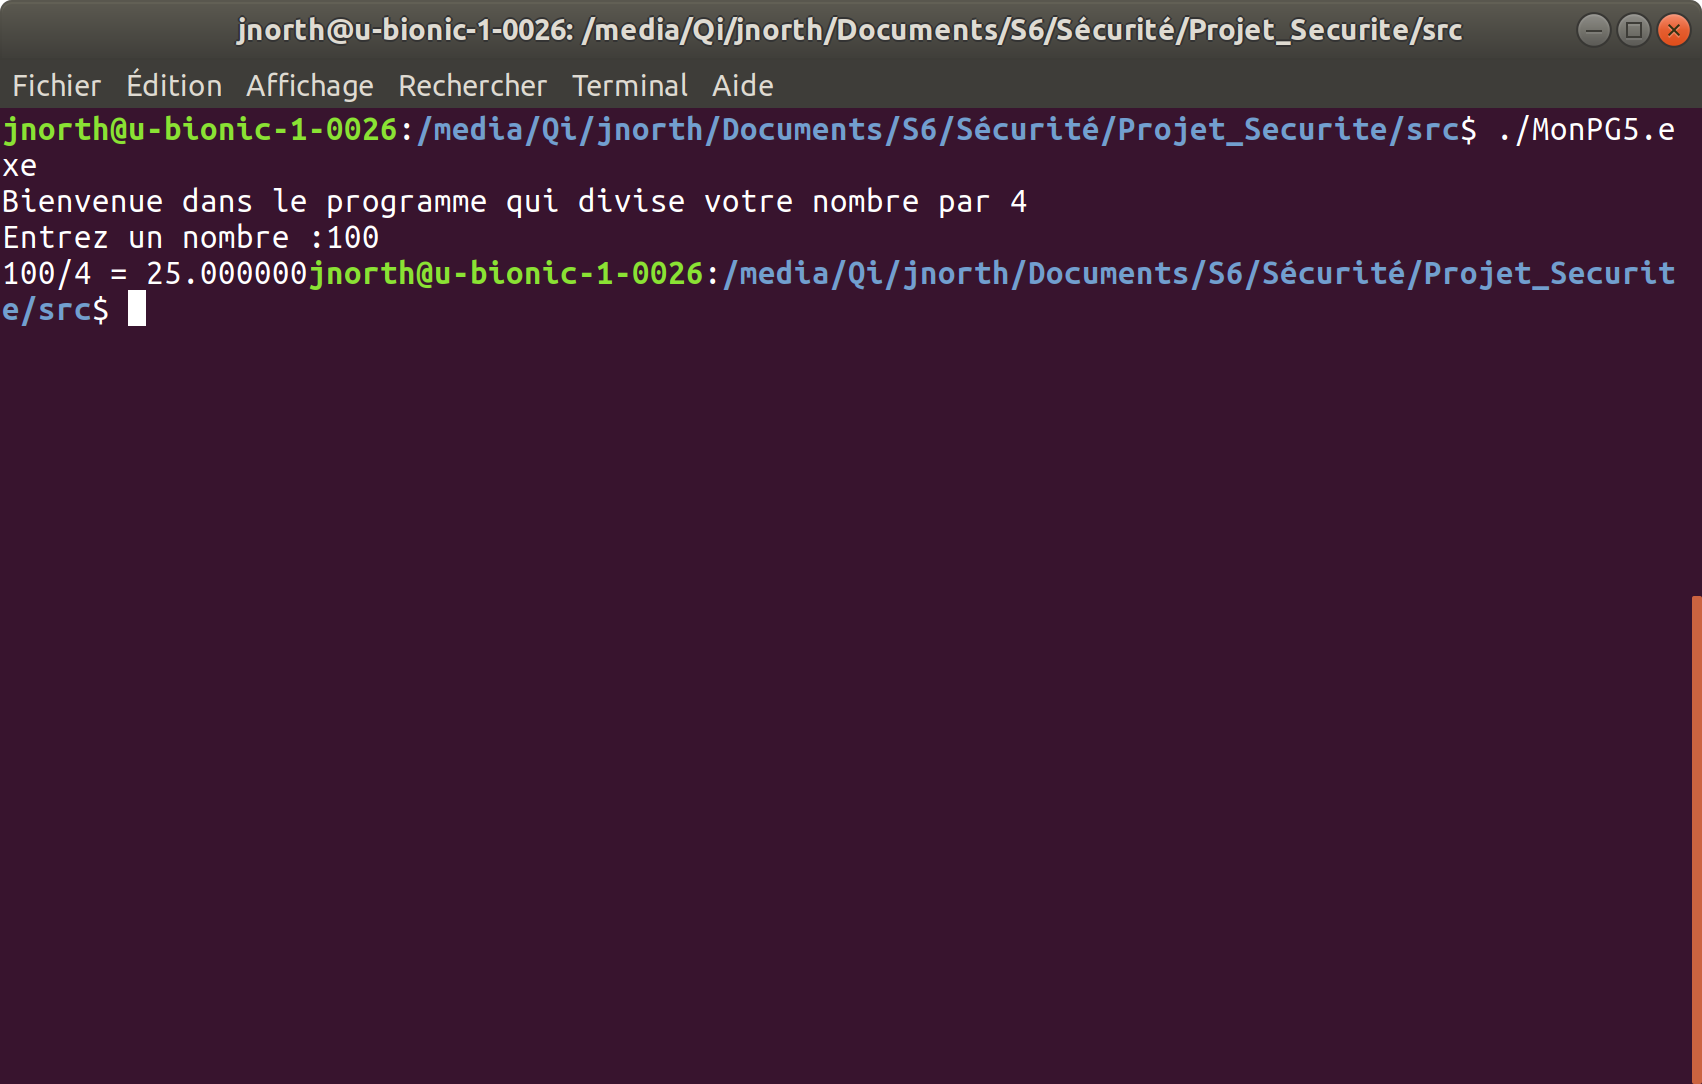 jnorth@u-bionic-1-0026: /media/Qi/jnorth/Documents/S6/Sécurité/Projet_Securite/src
Fichier Édition Affichage Rechercher Terminal Aide
jnorth@u-bionic-1-0026:/media/Qi/jnorth/Documents/S6/Sécurité/Projet_Securite/src$ ./MonPG5.e
xe
Bienvenue dans le programme qui divise votre nombre par 4
Entrez un nombre :100
100/4 = 25.000000jnorth@u-bionic-1-0026:/media/Qi/jnorth/Documents/S6/Sécurité/Projet_Securit
e/src$